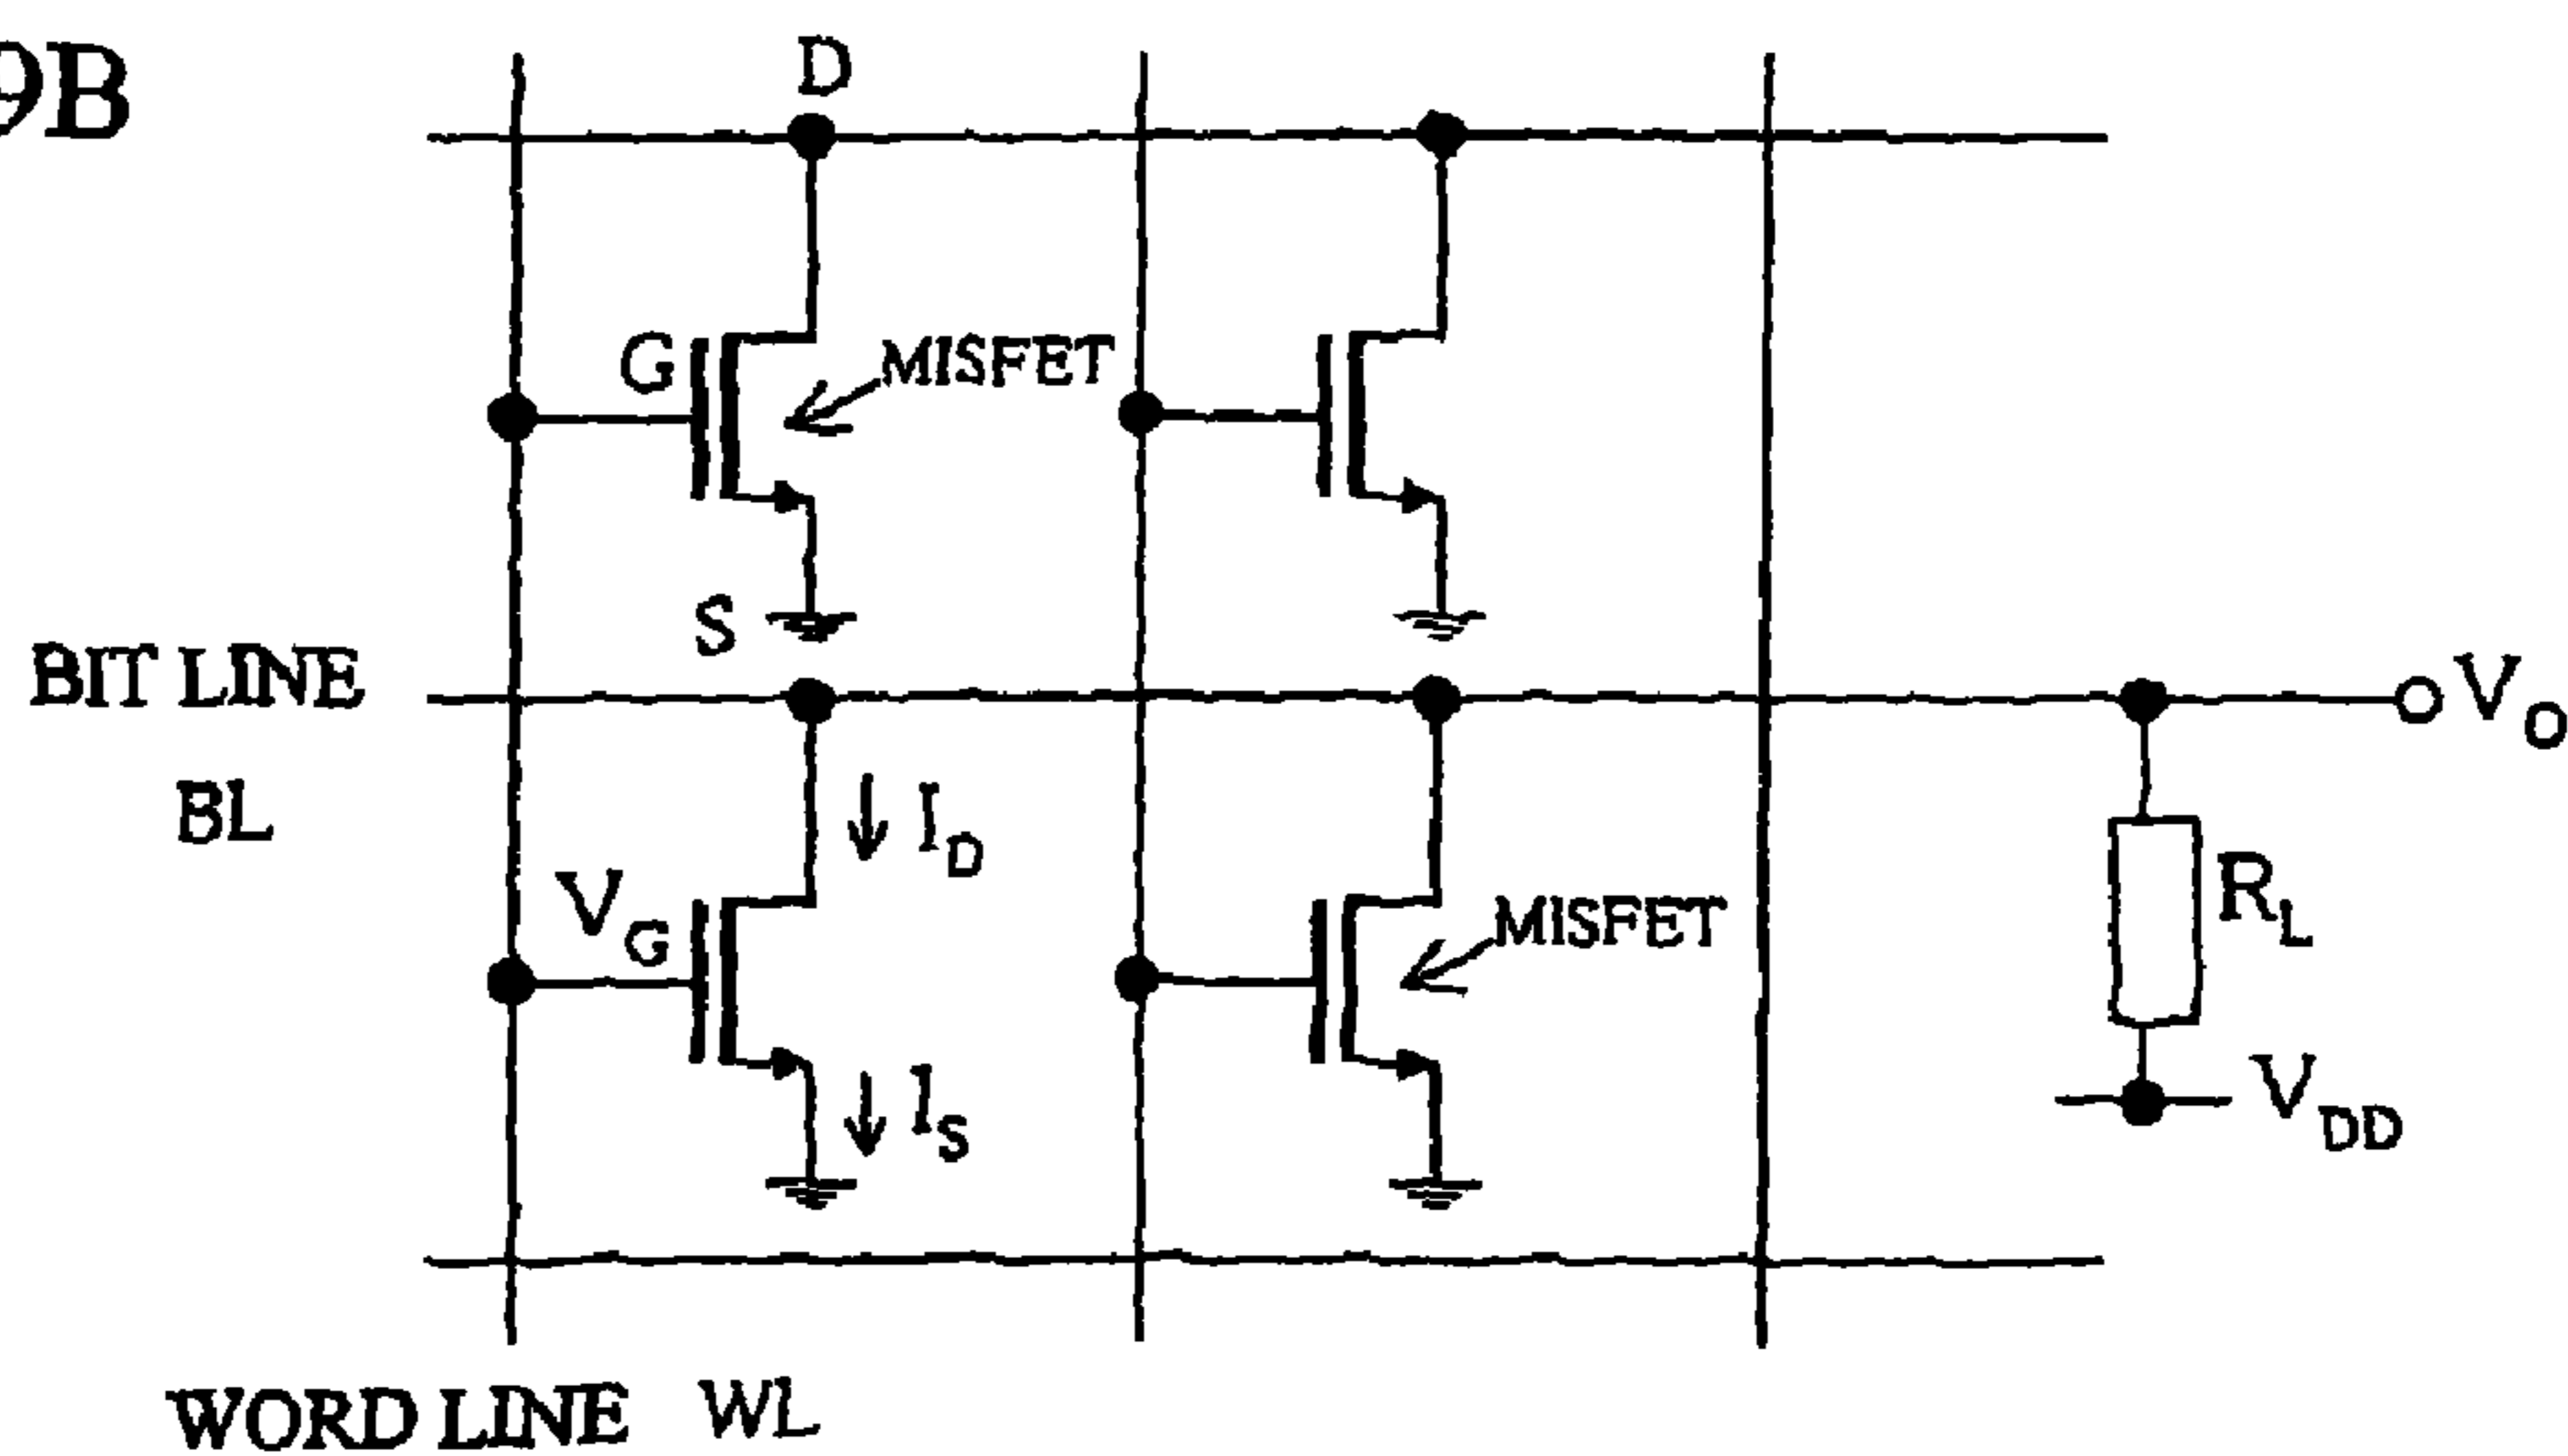 9B
D
G
MISFET
S
BIT LINE
BL
V_O
I_D
V_G
MISFET
R_L
I_S
V_DD
WORD LINE WL